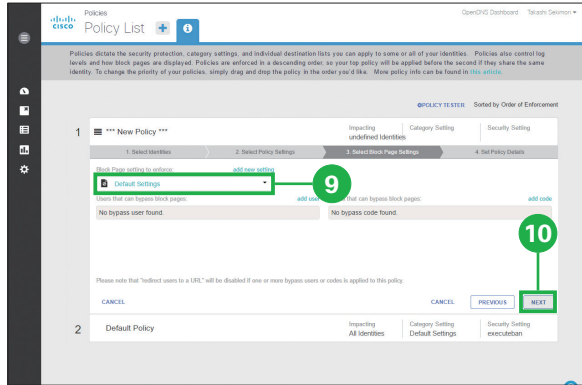 Policies
OpenDNS Dashboard Takashi Sekimori
CISCO
Policy List
Policies dictate the security protection, category settings, and individual destination lists you can apply to some or all of your identities. Policies also control log
levels and how block pages are displayed. Policies are enforced in a descending order, so your top policy will be applied before the second if they share the same
identity. To change the priority of your policies, simply drag and drop the policy in the order you'd like. More policy info can be found in this article.
POLICY TESTER Sorted by Order of Enforcement
1 *** New Policy *** Impacting undefined Identities Category Setting Security Setting
1. Select Identities 2. Select Policy Settings 3. Select Block Page Settings 4. Set Policy Details
Block Page setting to enforce: add new setting
Default Settings 9
Users that can bypass block pages: add user that can bypass block pages: add code
No bypass user found. No bypass code found.
10
Please note that "redirect users to a URL" will be disabled if one or more bypass users or codes is applied to this policy.
CANCEL CANCEL PREVIOUS NEXT
2 Default Policy Impacting All Identities Category Setting Default Settings Security Setting executeban